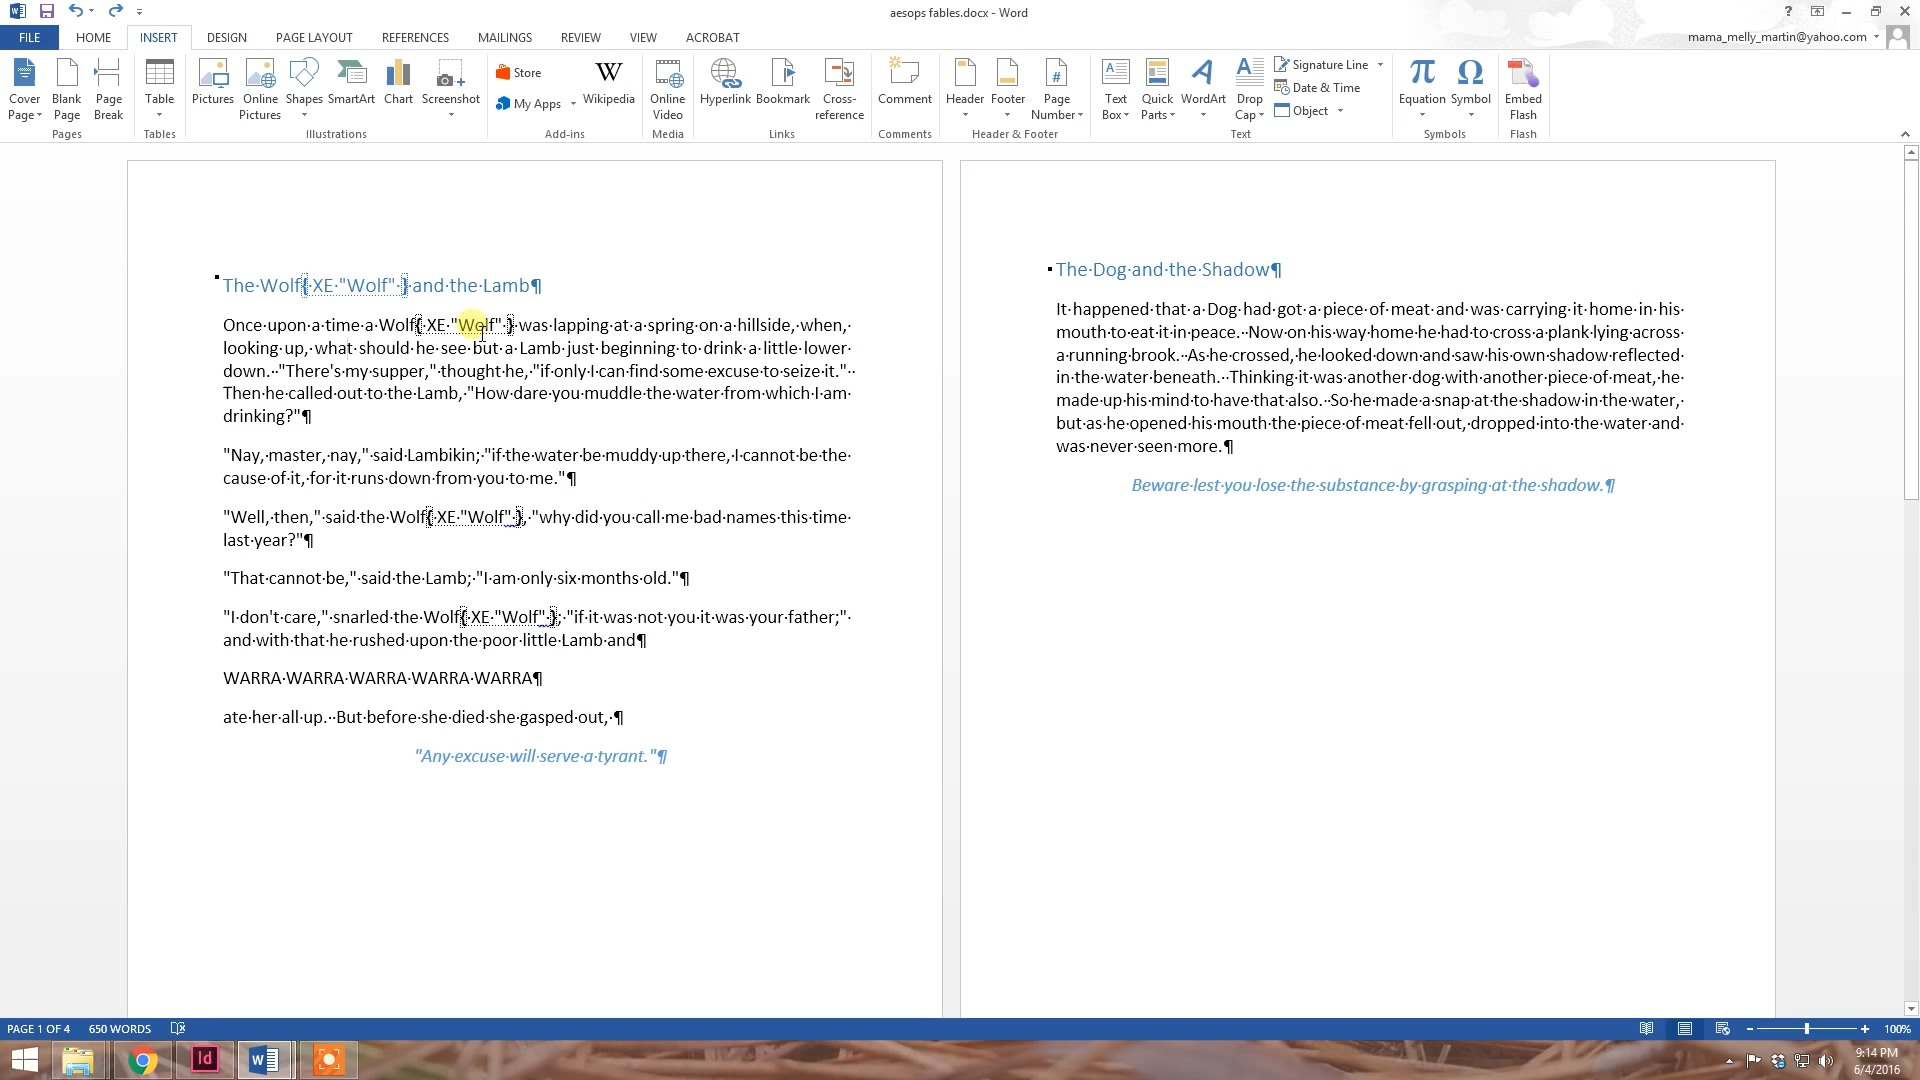 aesops fables.docx - Word
FILE HOME INSERT DESIGN PAGE LAYOUT REFERENCES MAILINGS REVIEW VIEW ACROBAT
mama_melly_martin@yahoo.com
Cover Page
Blank Page
Page Break
Pages
Table
Tables
Pictures
Online Pictures
Shapes
SmartArt
Chart
Screenshot
Illustrations
Store
My Apps
Wikipedia
Add-ins
Online Video
Media
Hyperlink
Bookmark
Cross-reference
Links
Comment
Comments
Header
Footer
Page Number
Header & Footer
Text Box
Quick Parts
WordArt
Drop Cap
Signature Line
Date & Time
Object
Text
Equation
Symbol
Symbols
Embed Flash
Flash
The·Wolf{·XE·"Wolf"·}·and·the·Lamb¶
Once·upon·a·time·a·Wolf{·XE·"Wolf"·}·was·lapping·at·a·spring·on·a·hillside,·when,·
looking·up,·what·should·he·see·but·a·Lamb·just·beginning·to·drink·a·little·lower·
down.··"There's·my·supper,"·thought·he,·"if·only·I·can·find·some·excuse·to·seize·it."··
Then·he·called·out·to·the·Lamb,·"How·dare·you·muddle·the·water·from·which·I·am·
drinking?"¶
"Nay,·master,·nay,"·said·Lambikin;·"if·the·water·be·muddy·up·there,·I·cannot·be·the·
cause·of·it,·for·it·runs·down·from·you·to·me."¶
"Well,·then,"·said·the·Wolf{·XE·"Wolf"·},·"why·did·you·call·me·bad·names·this·time·
last·year?"¶
"That·cannot·be,"·said·the·Lamb;·"I·am·only·six·months·old."¶
"I·don't·care,"·snarled·the·Wolf{·XE·"Wolf"·};·"if·it·was·not·you·it·was·your·father;"·
and·with·that·he·rushed·upon·the·poor·little·Lamb·and¶
WARRA·WARRA·WARRA·WARRA·WARRA¶
ate·her·all·up.··But·before·she·died·she·gasped·out,·¶
"Any·excuse·will·serve·a·tyrant."¶
The·Dog·and·the·Shadow¶
It·happened·that·a·Dog·had·got·a·piece·of·meat·and·was·carrying·it·home·in·his·
mouth·to·eat·it·in·peace.··Now·on·his·way·home·he·had·to·cross·a·plank·lying·across·
a·running·brook.··As·he·crossed,·he·looked·down·and·saw·his·own·shadow·reflected·
in·the·water·beneath.··Thinking·it·was·another·dog·with·another·piece·of·meat,·he·
made·up·his·mind·to·have·that·also.··So·he·made·a·snap·at·the·shadow·in·the·water,·
but·as·he·opened·his·mouth·the·piece·of·meat·fell·out,·dropped·into·the·water·and·
was·never·seen·more.¶
Beware·lest·you·lose·the·substance·by·grasping·at·the·shadow.¶
PAGE 1 OF 4 650 WORDS
100%
9:14 PM
6/4/2016